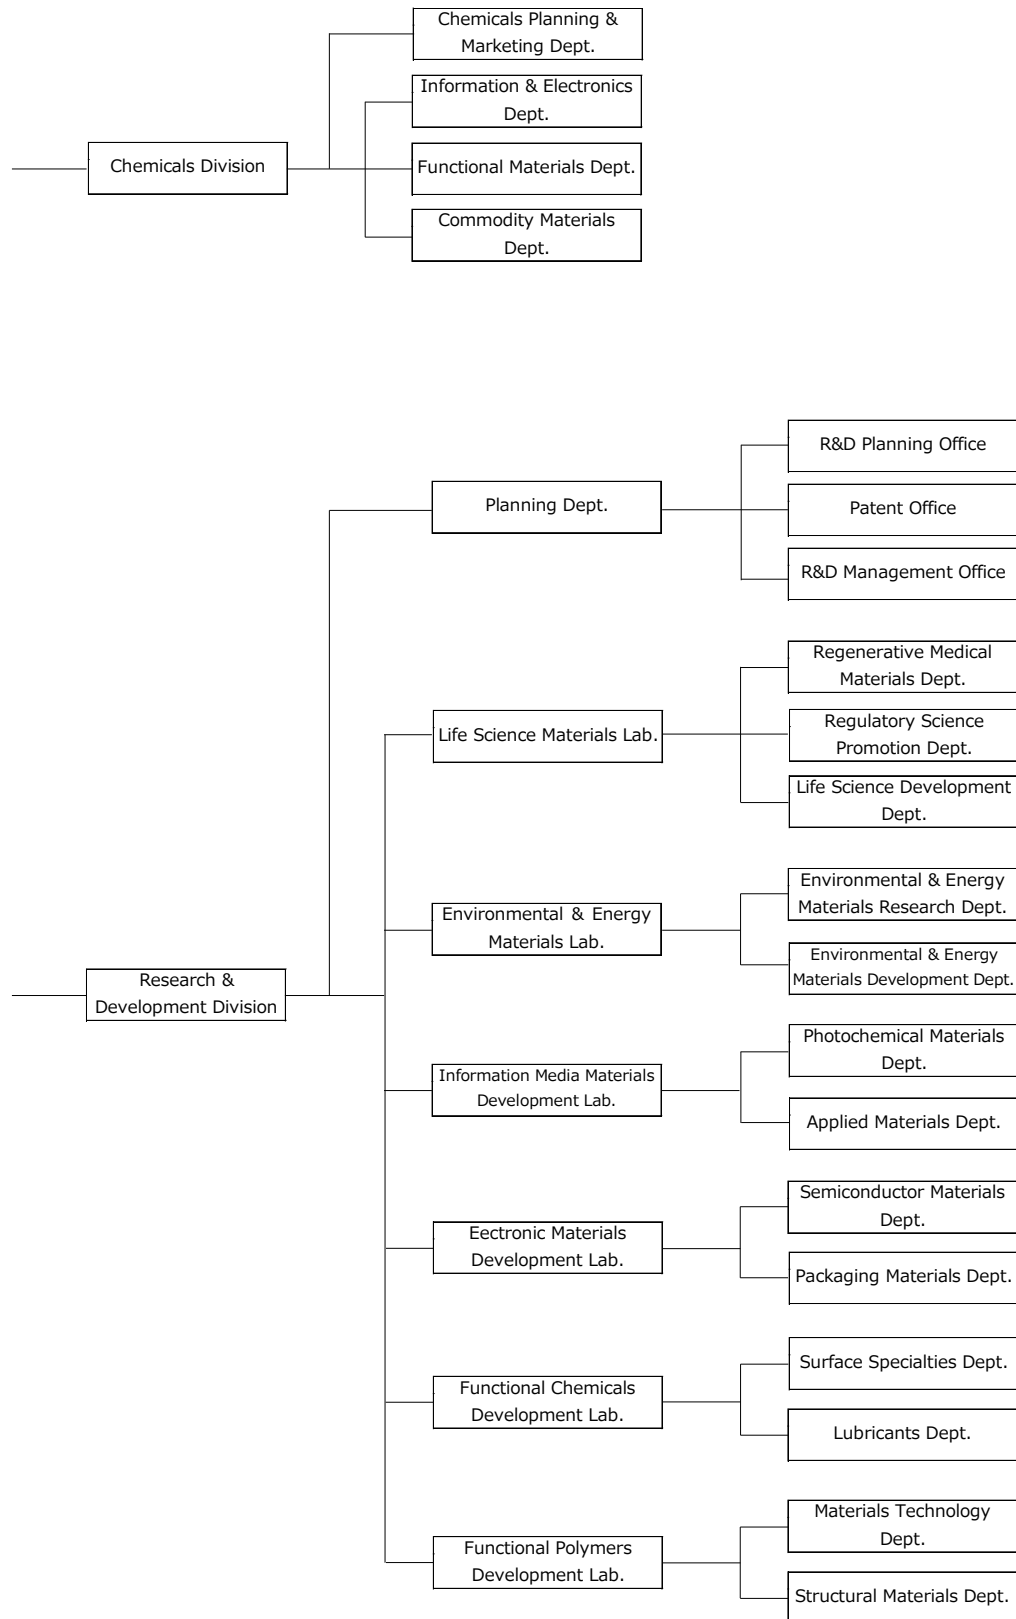 Chemicals Planning &
Marketing Dept.
Information & Electronics
Dept.
Chemicals Division
Functional Materials Dept.
Commodity Materials
Dept.
R&D Planning Office
Planning Dept.
Patent Office
R&D Management Office
Regenerative Medical
Materials Dept.
Life Science Materials Lab.
Regulatory Science
Promotion Dept.
Life Science Development
Dept.
Environmental & Energy
Materials Research Dept.
Environmental & Energy
Materials Lab.
Environmental & Energy
Materials Development Dept.
Research &
Development Division
Photochemical Materials
Dept.
Information Media Materials
Development Lab.
Applied Materials Dept.
Semiconductor Materials
Dept.
Eectronic Materials
Development Lab.
Packaging Materials Dept.
Surface Specialties Dept.
Functional Chemicals
Development Lab.
Lubricants Dept.
Materials Technology
Dept.
Functional Polymers
Development Lab.
Structural Materials Dept.